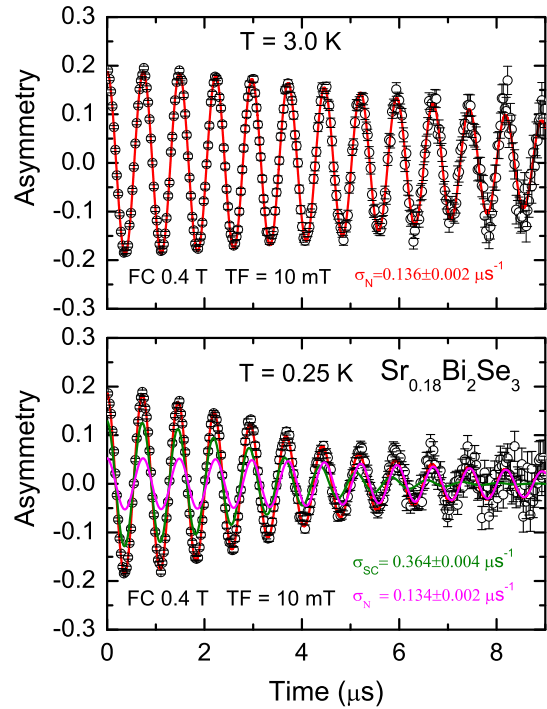 T = 3.0 K
0.3
0.2
0.1
0.0
-0.1
-0.2
-0.3
Asymmetry
FC 0.4 T TF = 10 mT σN=0.136±0.002 μs-1
T = 0.25 K Sr0.18Bi2Se3
0.3
0.2
0.1
0.0
-0.1
-0.2
-0.3
Asymmetry
σSC= 0.364±0.004 μs-1
FC 0.4 T TF = 10 mT σN = 0.134±0.002 μs-1
0 2 4 6 8
Time (μs)